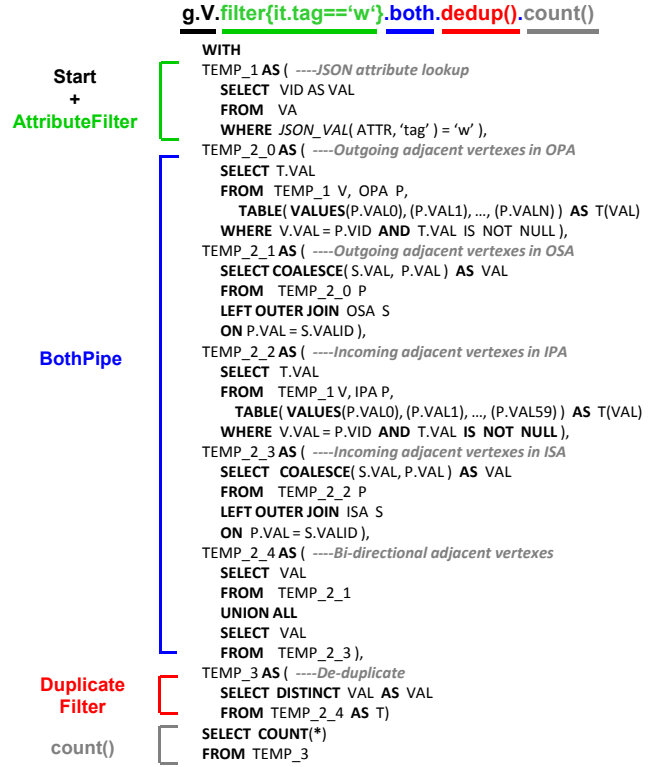 g.V.filter{it.tag==‘w‘}.both.dedup().count()
WITH
TEMP_1 AS ( ----JSON attribute lookup
SELECT VID AS VAL
FROM VA
WHERE JSON_VAL( ATTR, ‘tag’ ) = ‘w’ ),
Start
+
AttributeFilter
TEMP_2_0 AS ( ----Outgoing adjacent vertexes in OPA
SELECT T.VAL
FROM TEMP_1 V, OPA P,
TABLE( VALUES(P.VAL0), (P.VAL1), …, (P.VALN) ) AS T(VAL)
WHERE V.VAL = P.VID AND T.VAL IS NOT NULL ),
TEMP_2_1 AS ( ----Outgoing adjacent vertexes in OSA
SELECT COALESCE( S.VAL, P.VAL ) AS VAL
FROM TEMP_2_0 P
LEFT OUTER JOIN OSA S
ON P.VAL = S.VALID ),
TEMP_2_2 AS ( ----Incoming adjacent vertexes in IPA
SELECT T.VAL
FROM TEMP_1 V, IPA P,
TABLE( VALUES(P.VAL0), (P.VAL1), …, (P.VAL59) ) AS T(VAL)
WHERE V.VAL = P.VID AND T.VAL IS NOT NULL ),
TEMP_2_3 AS ( ----Incoming adjacent vertexes in ISA
SELECT COALESCE( S.VAL, P.VAL ) AS VAL
FROM TEMP_2_2 P
LEFT OUTER JOIN ISA S
ON P.VAL = S.VALID ),
TEMP_2_4 AS ( ----Bi-directional adjacent vertexes
SELECT VAL
FROM TEMP_2_1
UNION ALL
SELECT VAL
FROM TEMP_2_3 ),
BothPipe
TEMP_3 AS ( ----De-duplicate
SELECT DISTINCT VAL AS VAL
FROM TEMP_2_4 AS T)
Duplicate
Filter
SELECT COUNT(*)
FROM TEMP_3
count()